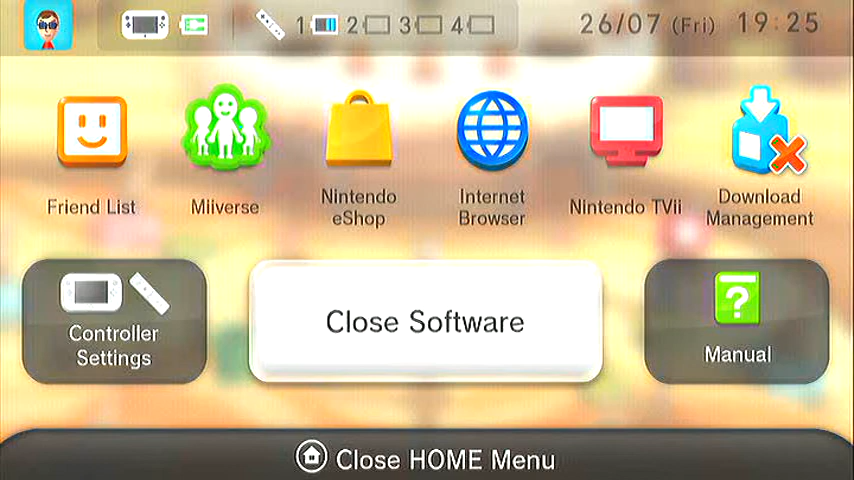 1 2 3 4 26/07 (Fri) 19:25
Friend List
Miiverse
Nintendo
eShop
Internet
Browser
Nintendo TVii
Download
Management
Controller
Settings
Close Software
?
Manual
Close HOME Menu